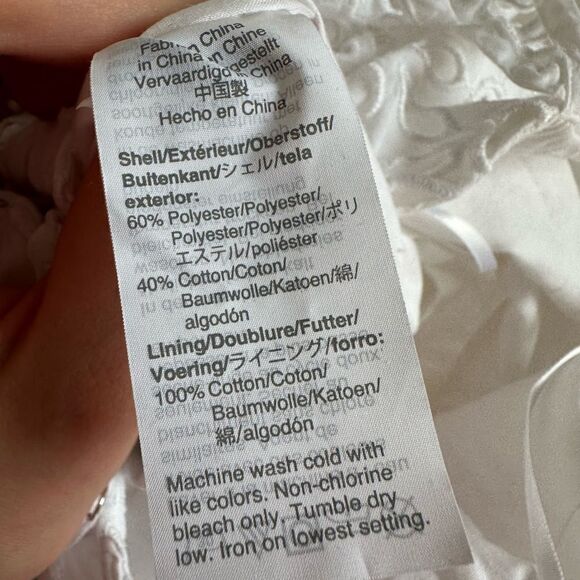 in China
in China
Vervaardigd
中国製
Hecho en China
Shell/Extérieur/Oberstoff/
Buitenkant/シェル/tela
exterior:
60% Polyester/Polyester/
Polyester/Polyester/ポリ
エステル/poliéster
40% Cotton/Coton/
Baumwolle/Katoen/綿/
algodón
Lining/Doublure/Futter/
Voering/ライニング/forro:
100% Cotton/Coton/
Baumwolle/Katoen/
綿/algodón
Machine wash cold with
like colors. Non-chlorine
bleach only. Tumble dry
low. Iron on lowest setting.